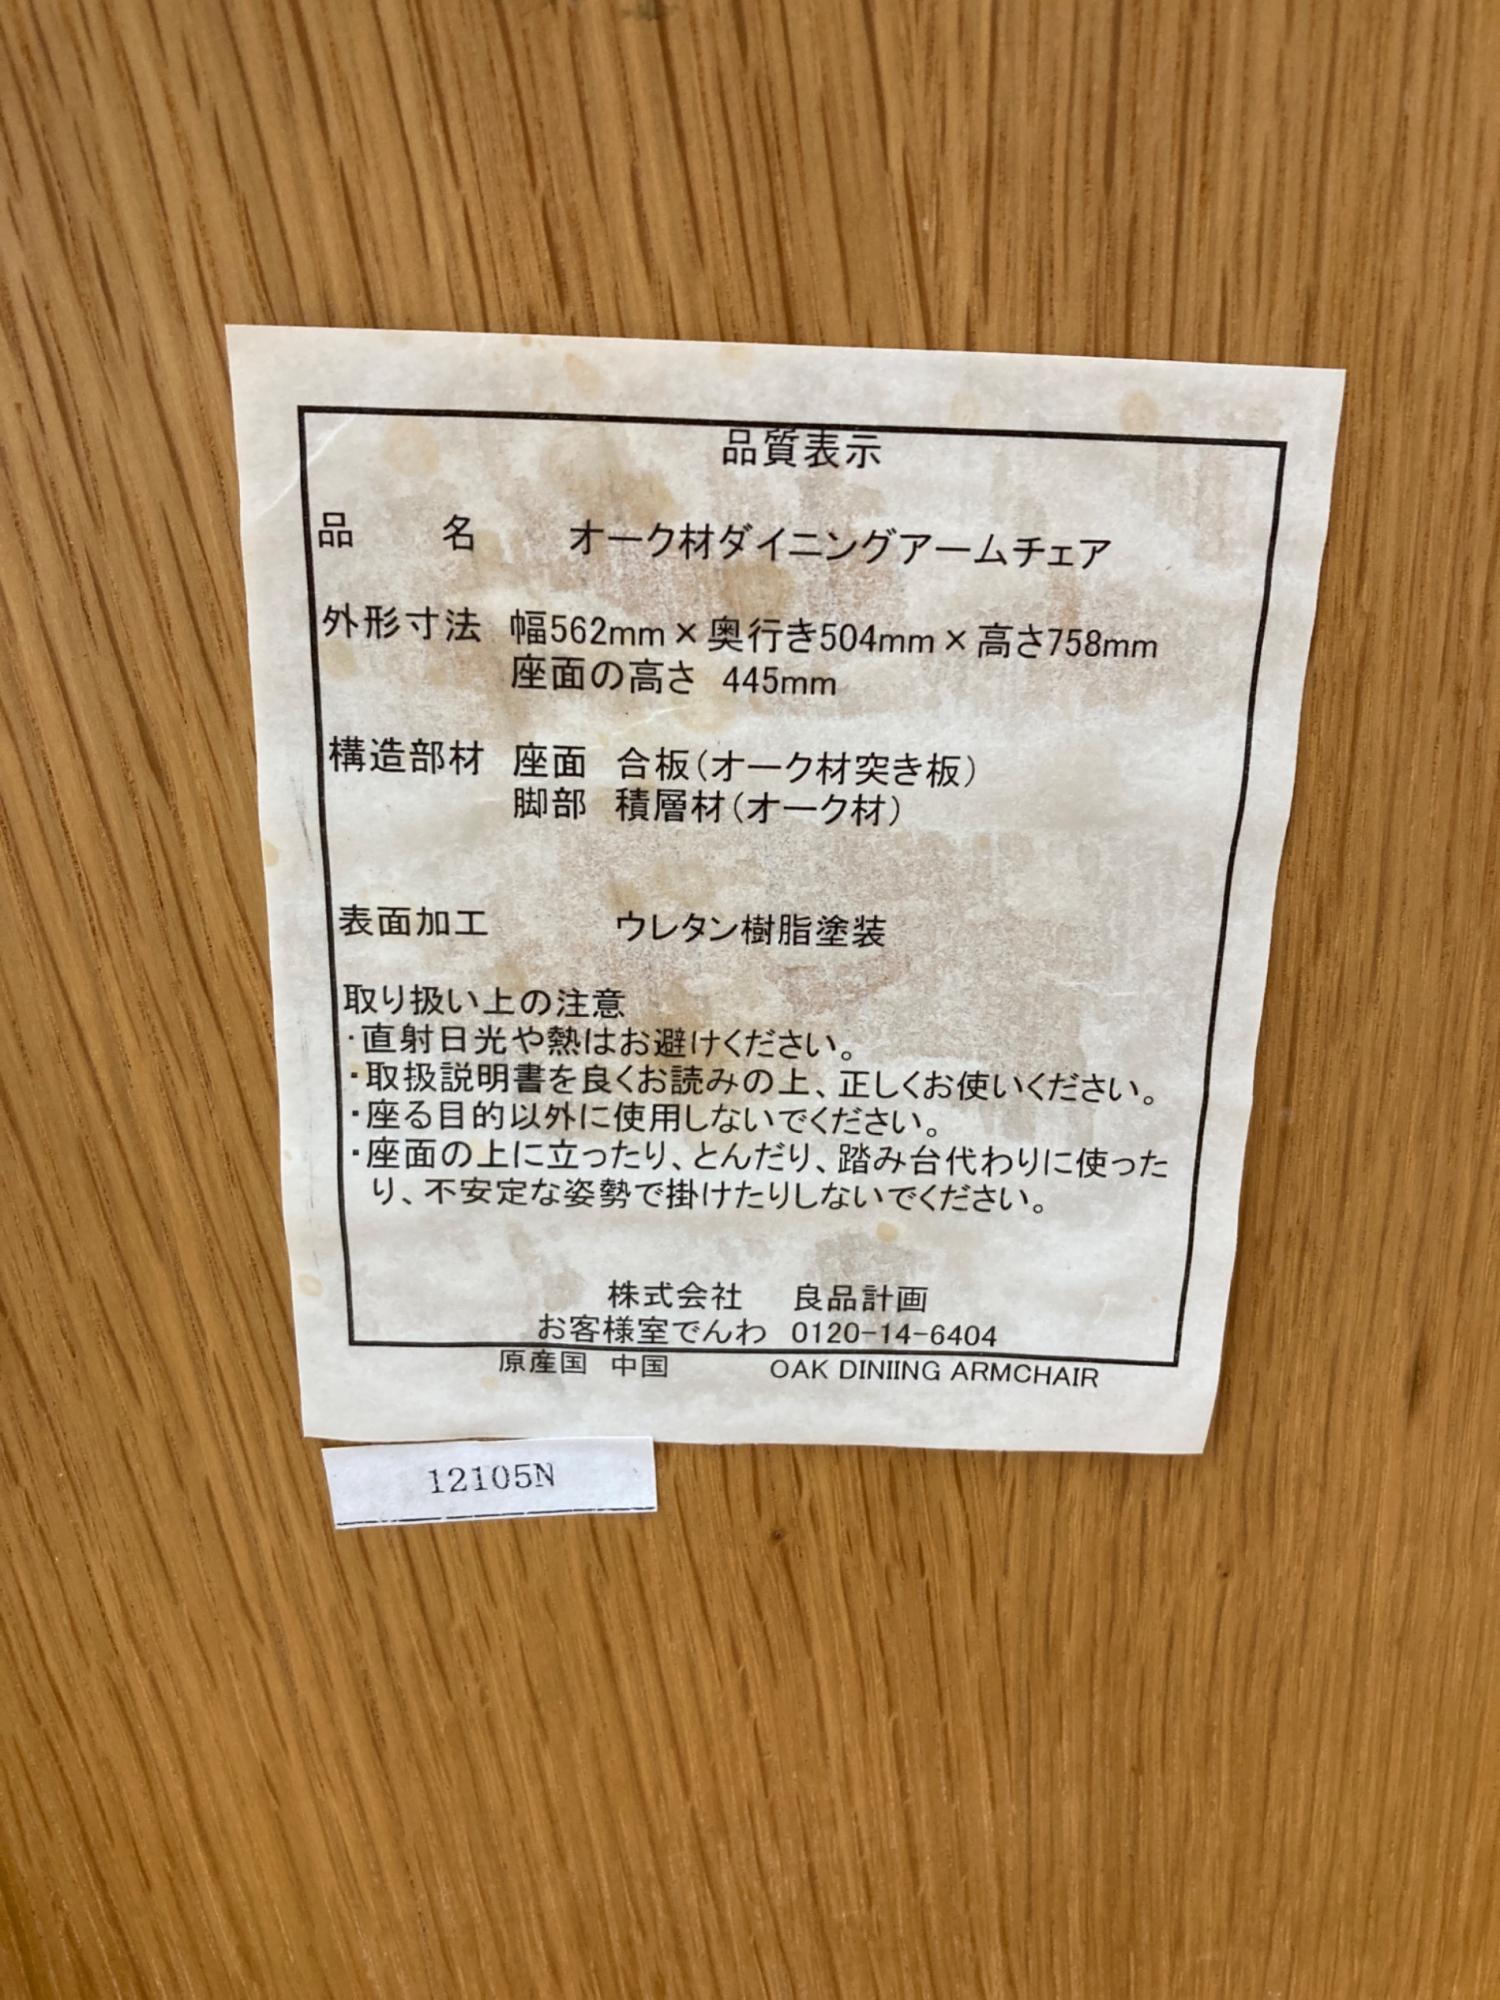 品質表示
品　　名　　オーク材ダイニングアームチェア
外形寸法　幅562mm×奥行き504mm×高さ758mm
座面の高さ　445mm
構造部材　座面　合板(オーク材突き板)
脚部　積層材(オーク材)
表面加工　　　ウレタン樹脂塗装
取り扱い上の注意
・直射日光や熱はお避けください。
・取扱説明書を良くお読みの上、正しくお使いください。
・座る目的以外に使用しないでください。
・座面の上に立ったり、とんだり、踏み台代わりに使った
り、不安定な姿勢で掛けたりしないでください。
株式会社　良品計画
お客様室でんわ　0120-14-6404
原産国　中国　　OAK DINIING ARMCHAIR
12105N